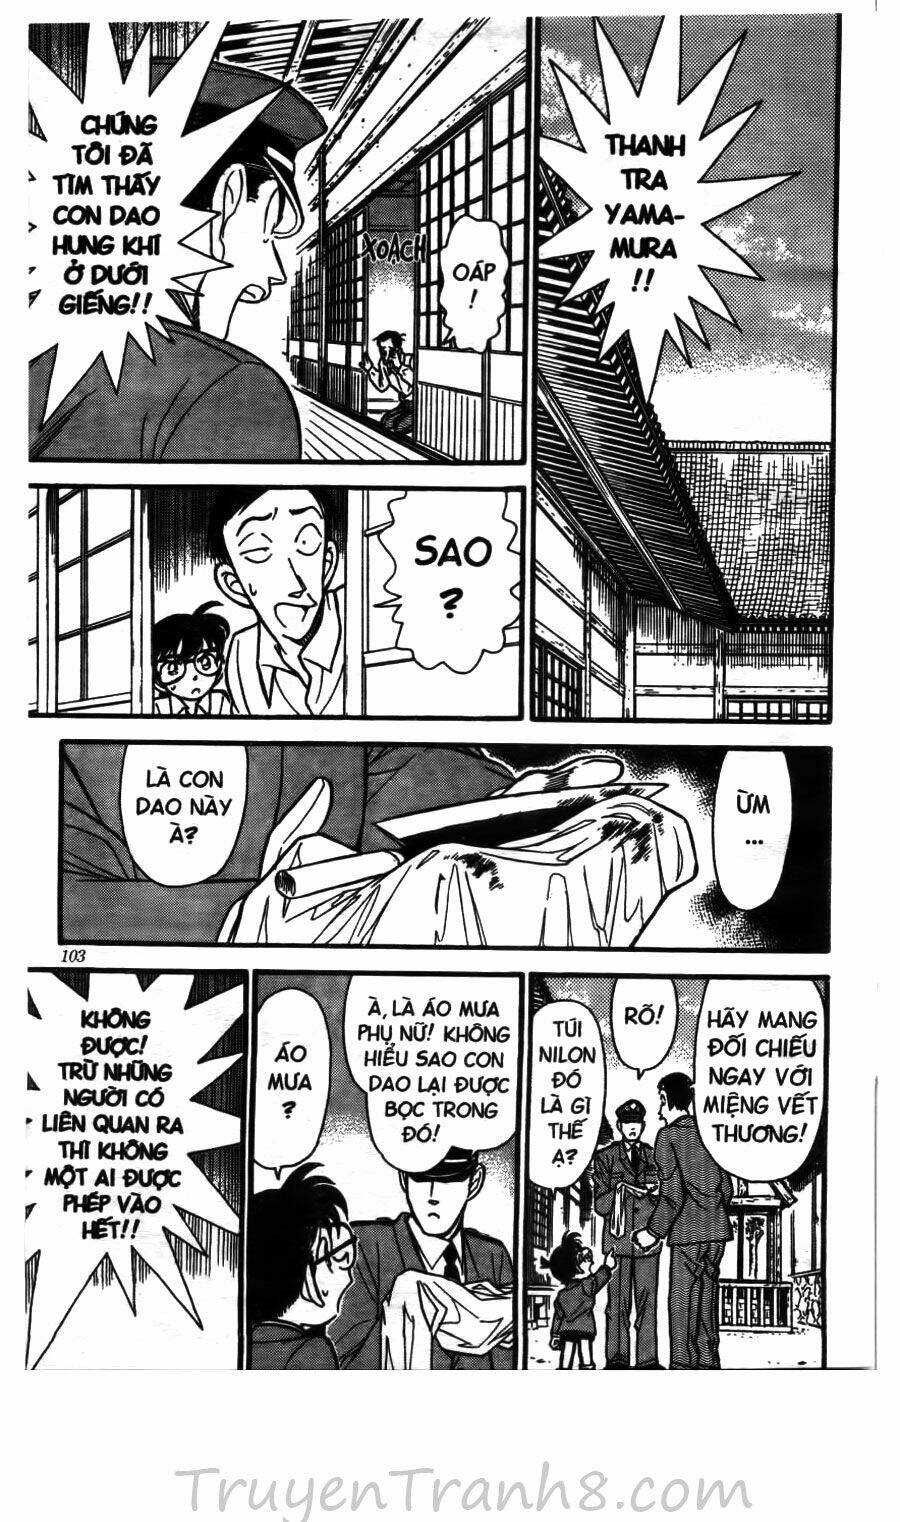 THANH
TRA
YAMA-
MURA
!!
OÁP
!
XOẠCH
CHÚNG
TÔI ĐÃ
TÌM THẤY
CON DAO
HUNG KHÍ
Ở DƯỚI
GIẾNG!!
SAO
?
ỪM
...
LÀ CON
DAO NÀY
À?
103
HÃY MANG
ĐỐI CHIẾU
NGAY VỚI
MIỆNG VẾT
THƯƠNG!
RÕ!
TÚI
NILON
ĐÓ
LÀ GÌ
THẾ
Ạ?
À, LÀ ÁO MƯA
PHỤ NỮ! KHÔNG
HIỂU SAO CON
DAO LẠI ĐƯỢC
BỌC TRONG
ĐÓ!
ÁO
MƯA
?
KHÔNG
ĐƯỢC!
TRỪ NHỮNG
NGƯỜI CÓ
LIÊN QUAN RA
THÌ KHÔNG
MỘT AI ĐƯỢC
PHÉP VÀO
HẾT!!
TruyenTranh8.com